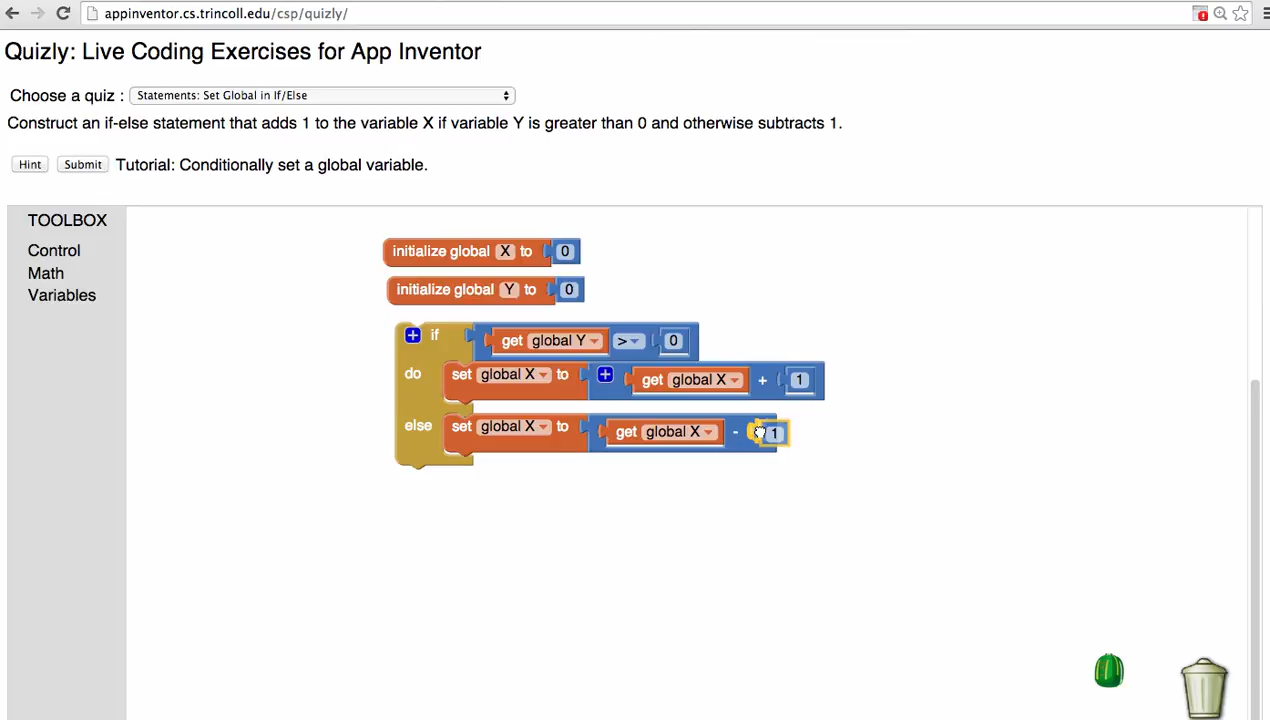 appinventor.cs.trincoll.edu/csp/quizly/
Quizly: Live Coding Exercises for App Inventor
Choose a quiz : Statements: Set Global in If/Else
Construct an if-else statement that adds 1 to the variable X if variable Y is greater than 0 and otherwise subtracts 1.
Hint Submit Tutorial: Conditionally set a global variable.
TOOLBOX
Control
Math
Variables
initialize global X to 0
initialize global Y to 0
if get global Y > 0
do set global X to get global X + 1
else set global X to get global X - 1